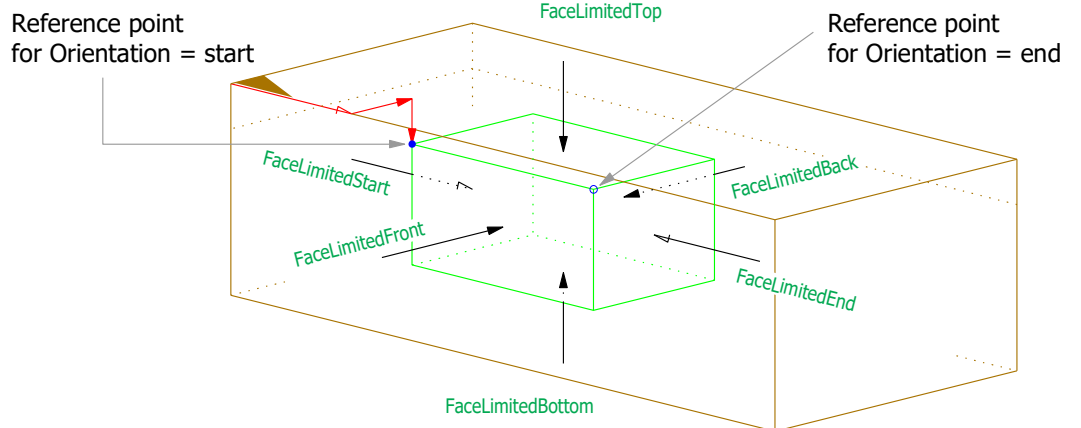 FaceLimitedTop
Reference point
for Orientation = start
Reference point
for Orientation = end
FaceLimitedStart
FaceLimitedBack
FaceLimitedFront
FaceLimitedEnd
FaceLimitedBottom